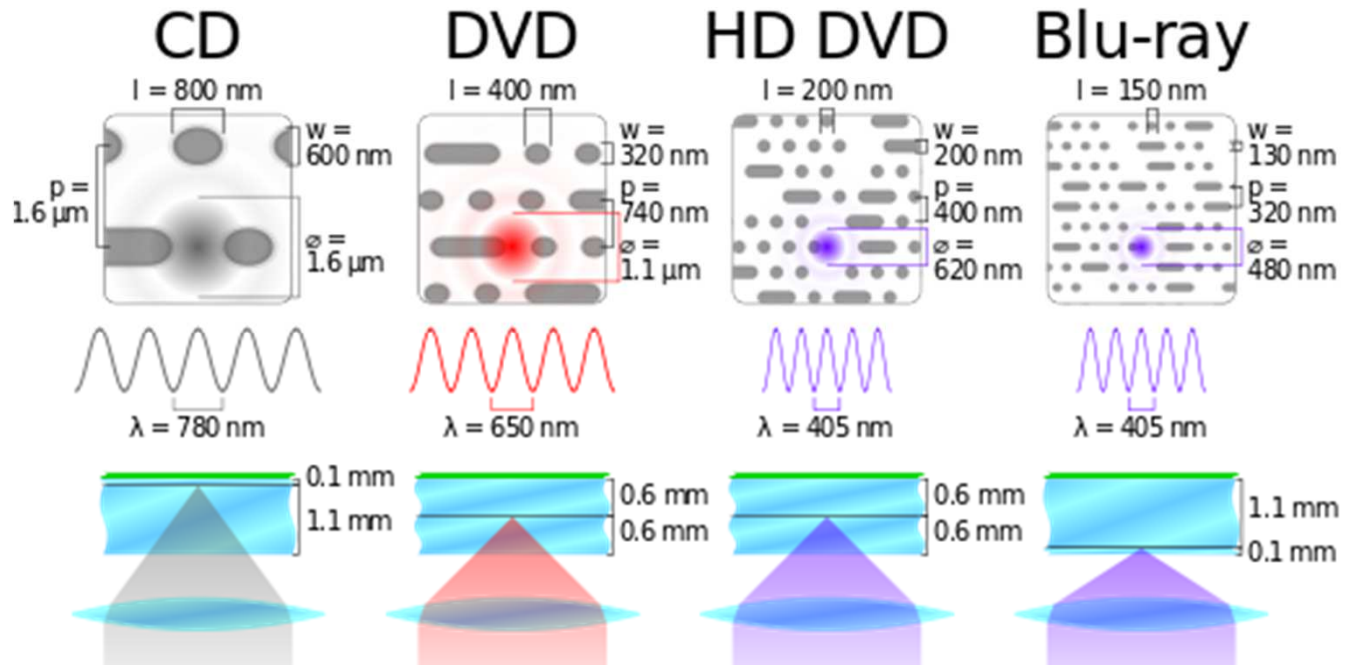 CD
l = 800 nm
w =
600 nm
p =
1.6 µm
⌀ =
1.6 µm
λ = 780 nm
0.1 mm
1.1 mm
DVD
l = 400 nm
w =
320 nm
p =
740 nm
⌀ =
1.1 µm
λ = 650 nm
0.6 mm
0.6 mm
HD DVD
l = 200 nm
w =
200 nm
p =
400 nm
⌀ =
620 nm
λ = 405 nm
0.6 mm
0.6 mm
Blu-ray
l = 150 nm
w =
130 nm
p =
320 nm
⌀ =
480 nm
λ = 405 nm
1.1 mm
0.1 mm